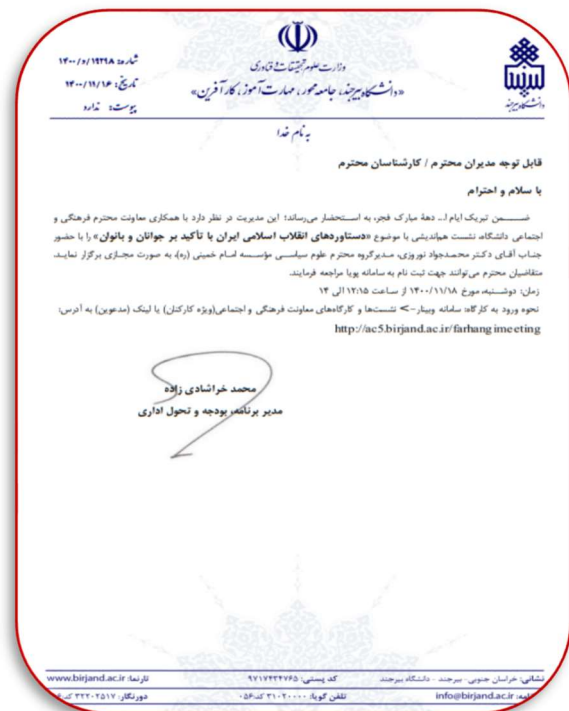 وزارت علوم تحقیقات و فناوری
«دانشگاه بیرجند، جامعه محور، مهارت آموز، کارآفرین»
شماره: ۱۹۲۹۸/و/۱۴۰۰
تاریخ: ۱۴۰۰/۱۱/۱۶
پیوست: ندارد
دانشگاه بیرجند
به نام خدا
قابل توجه مدیران محترم / کارشناسان محترم
با سلام و احترام
ضمن تبریک ایام ا... دهۀ مبارک فجر، به استحضار می‌رساند؛ این مدیریت در نظر دارد با همکاری معاونت محترم فرهنگی و
اجتماعی دانشگاه، نشست هم‌اندیشی با موضوع «دستاوردهای انقلاب اسلامی ایران با تأکید بر جوانان و بانوان» را با حضور
جناب آقای دکتر محمدجواد نوروزی، مدیرگروه محترم علوم سیاسی مؤسسه امام خمینی (ره)، به صورت مجازی برگزار نماید.
متقاضیان محترم می‌توانند جهت ثبت نام به سامانه پویا مراجعه فرمایند.
زمان: دوشنبه، مورخ ۱۴۰۰/۱۱/۱۸ از ساعت ۱۲:۱۵ الی ۱۴
نحوه ورود به کارگاه: سامانه وبینار-> نشست‌ها و کارگاه‌های معاونت فرهنگی و اجتماعی(ویژه کارکنان) یا لینک (مدعوین) به آدرس:
http://ac5.birjand.ac.ir/farhangimeeting
محمد خراشادی زاده
مدیر برنامه، بودجه و تحول اداری
نشانی: خراسان جنوبی- بیرجند - دانشگاه بیرجند کد پستی: ۹۷۱۷۴۳۴۷۶۵ تارنما: www.birjand.ac.ir
info@birjand.ac.ir تلفن گویا: ۳۱۰۲۰۰۰۰ کد:۰۵۶ دورنگار: ۳۲۲۰۲۵۱۷